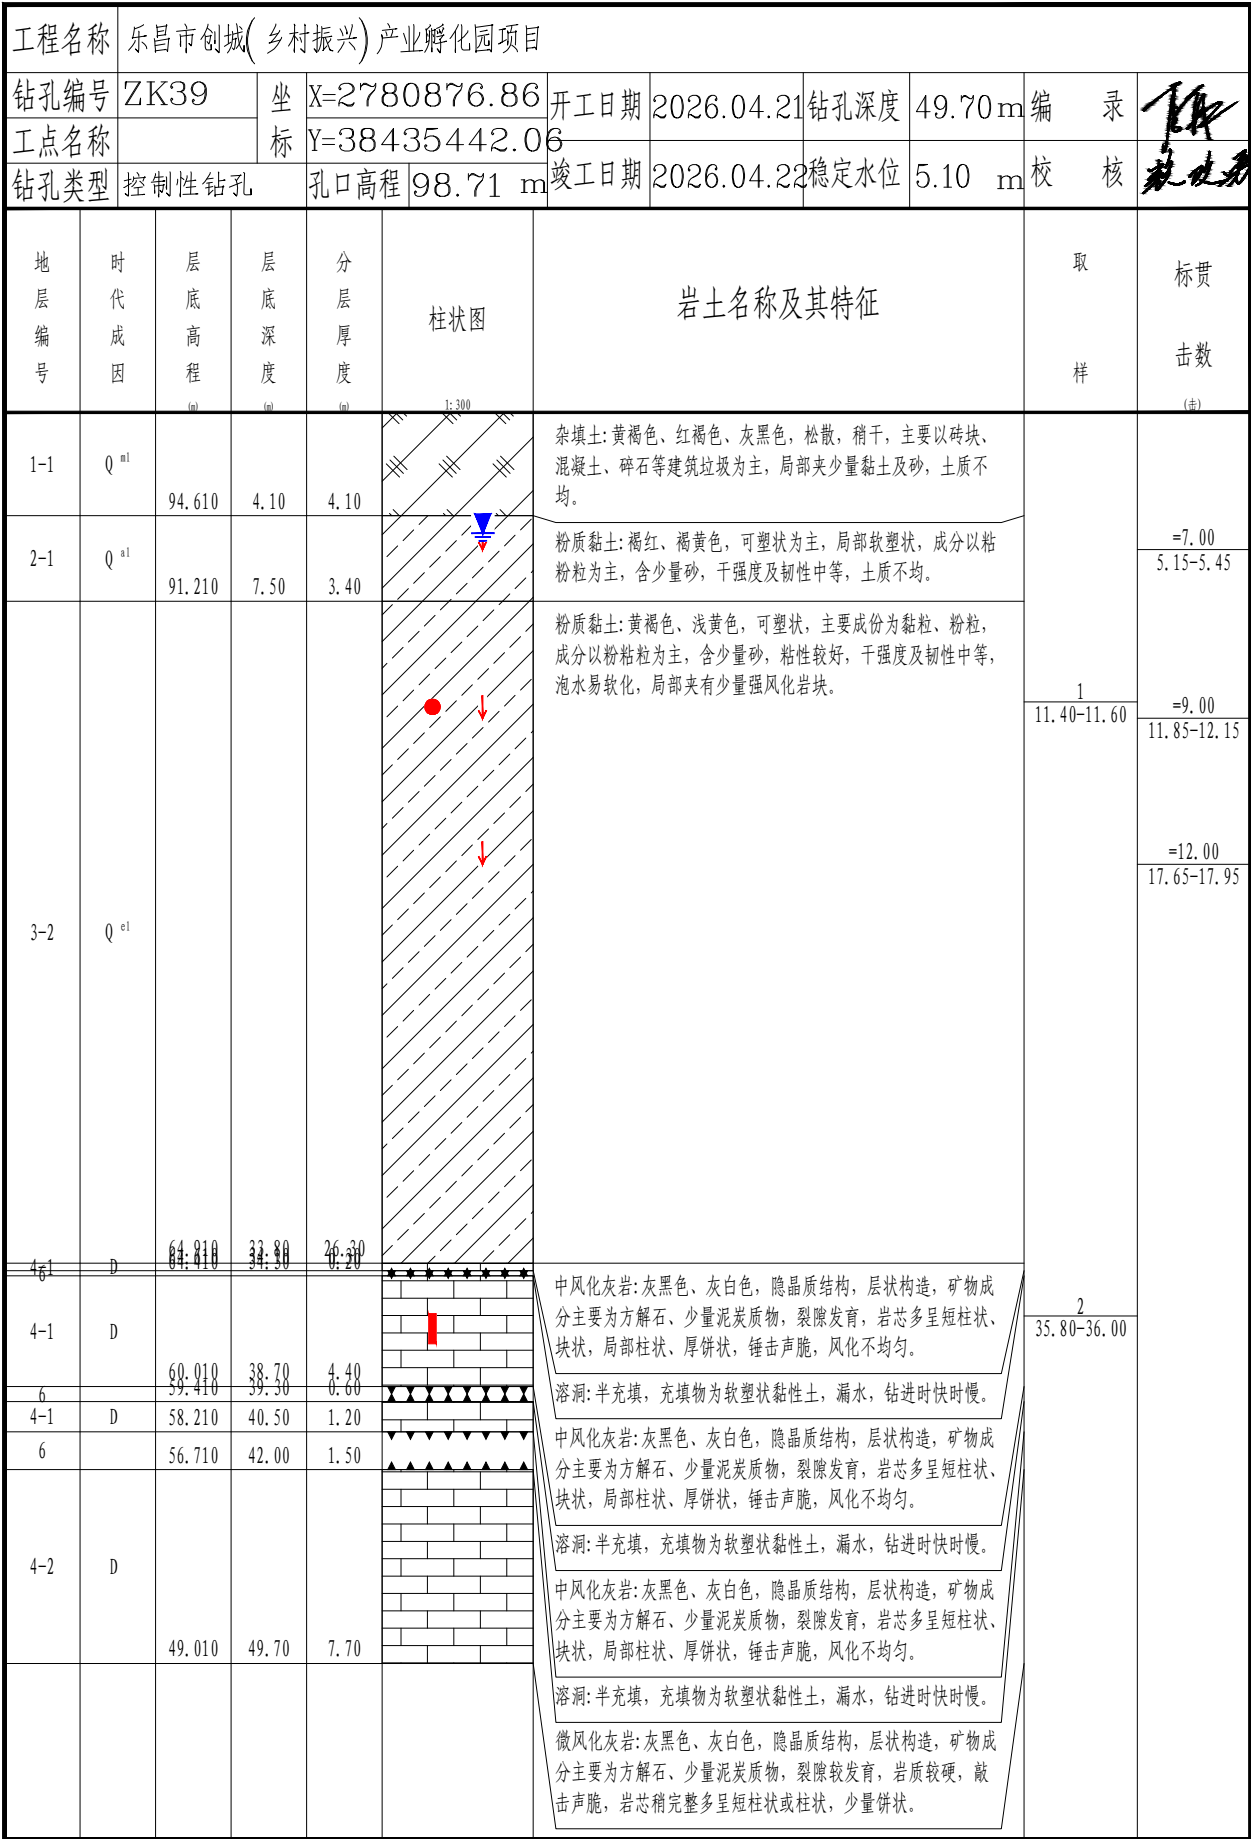 工程名称 乐昌市创城(乡村振兴)产业孵化园项目
钻孔编号 ZK39 坐标 X=2780876.86 开工日期 2026.04.21 钻孔深度 49.70 m 编 录
工点名称 Y=38435442.06
钻孔类型 控制性钻孔 孔口高程 98.71 m 竣工日期 2026.04.22 稳定水位 5.10 m 校 核
地层编号 时代成因 层底高程(m) 层底深度(m) 分层厚度(m) 柱状图 1:300 岩土名称及其特征 取样 标贯击数(击)
1-1 Q ml 94.610 4.10 4.10
杂填土:黄褐色、红褐色、灰黑色，松散，稍干，主要以砖块、
混凝土、碎石等建筑垃圾为主，局部夹少量黏土及砂，土质不
均。
2-1 Q al 91.210 7.50 3.40
粉质黏土:褐红、褐黄色，可塑状为主，局部软塑状，成分以粘
粉粒为主，含少量砂，干强度及韧性中等，土质不均。
=7.00
5.15-5.45
3-2 Q el 64.910 33.80 26.30
粉质黏土:黄褐色、浅黄色，可塑状，主要成份为黏粒、粉粒，
成分以粉粘粒为主，含少量砂，粘性较好，干强度及韧性中等，
泡水易软化，局部夹有少量强风化岩块。
1
11.40-11.60
=9.00
11.85-12.15
=12.00
17.65-17.95
4-1 D
6 64.410 34.30 0.20
中风化灰岩:灰黑色、灰白色，隐晶质结构，层状构造，矿物成
分主要为方解石、少量泥炭质物，裂隙发育，岩芯多呈短柱状、
块状，局部柱状、厚饼状，锤击声脆，风化不均匀。
2
35.80-36.00
4-1 D 60.010 38.70 4.40
溶洞:半充填，充填物为软塑状黏性土，漏水，钻进时快时慢。
6 59.410 39.30 0.60
4-1 D 58.210 40.50 1.20
中风化灰岩:灰黑色、灰白色，隐晶质结构，层状构造，矿物成
分主要为方解石、少量泥炭质物，裂隙发育，岩芯多呈短柱状、
块状，局部柱状、厚饼状，锤击声脆，风化不均匀。
6 56.710 42.00 1.50
溶洞:半充填，充填物为软塑状黏性土，漏水，钻进时快时慢。
4-2 D 49.010 49.70 7.70
中风化灰岩:灰黑色、灰白色，隐晶质结构，层状构造，矿物成
分主要为方解石、少量泥炭质物，裂隙发育，岩芯多呈短柱状、
块状，局部柱状、厚饼状，锤击声脆，风化不均匀。
溶洞:半充填，充填物为软塑状黏性土，漏水，钻进时快时慢。
微风化灰岩:灰黑色、灰白色，隐晶质结构，层状构造，矿物成
分主要为方解石、少量泥炭质物，裂隙较发育，岩质较硬，敲
击声脆，岩芯稍完整多呈短柱状或柱状，少量饼状。